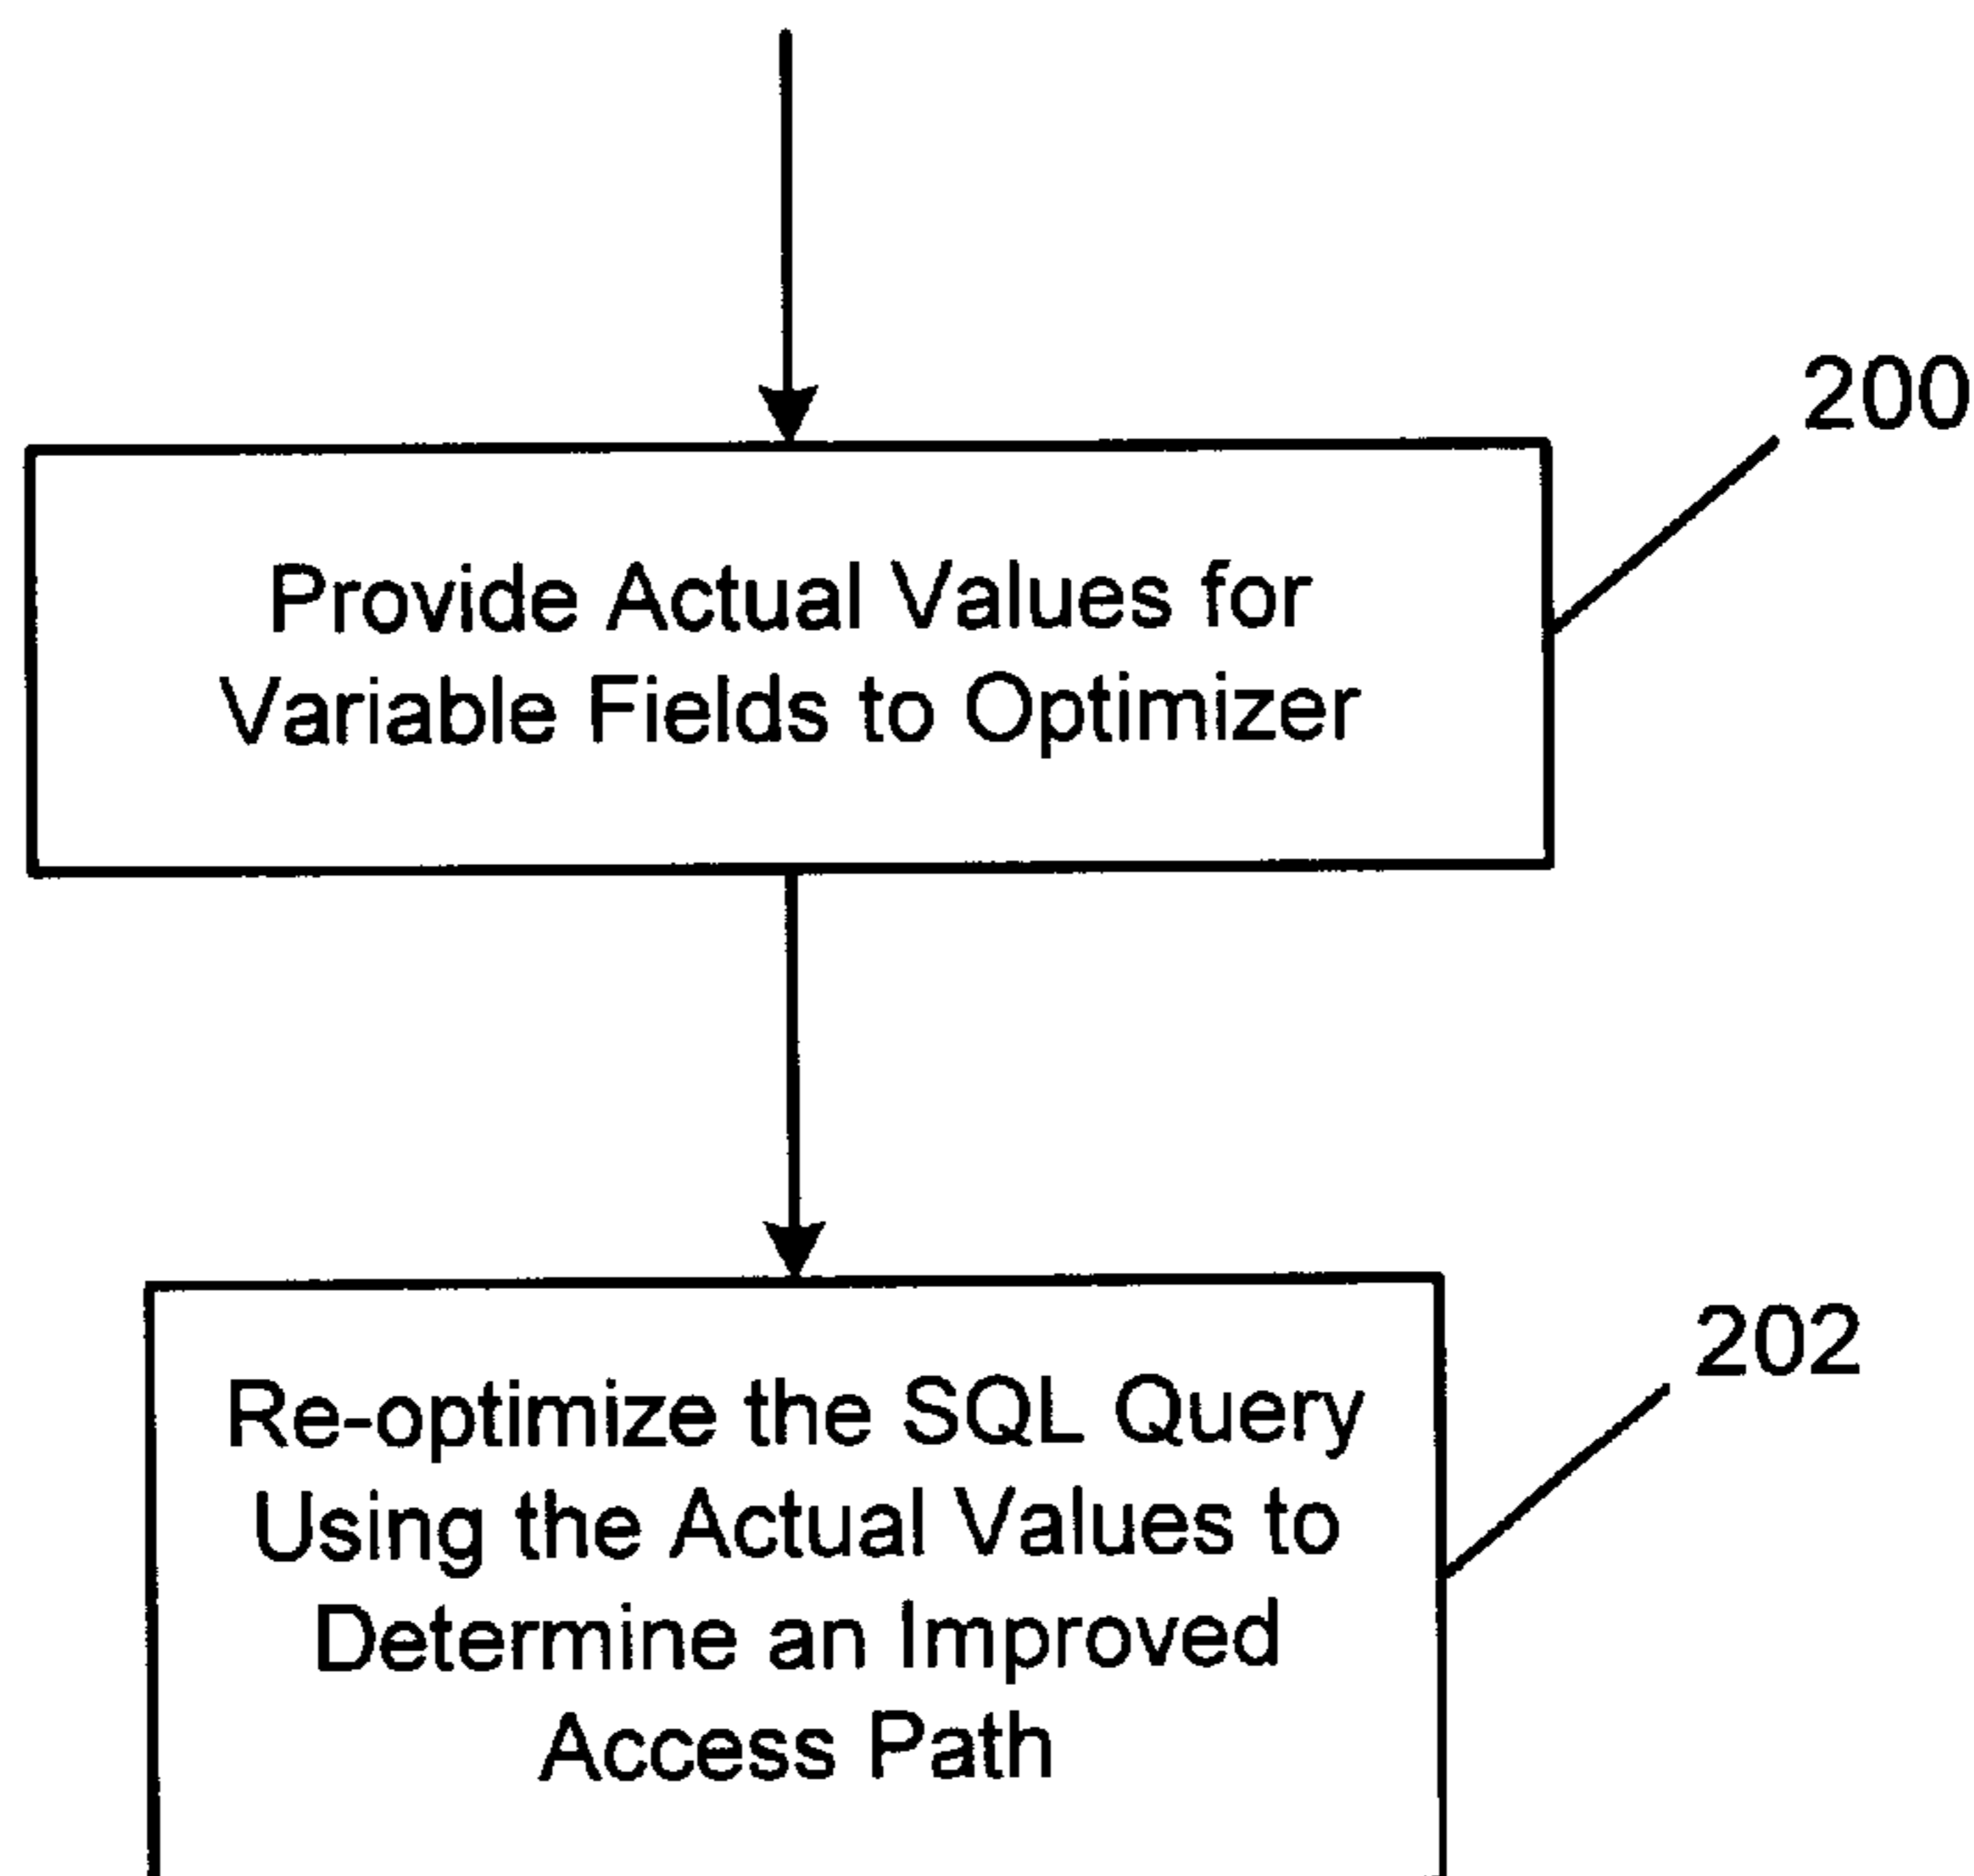 200
Provide Actual Values for
Variable Fields to Optimizer
202
Re-optimize the SQL Query
Using the Actual Values to
Determine an Improved
Access Path